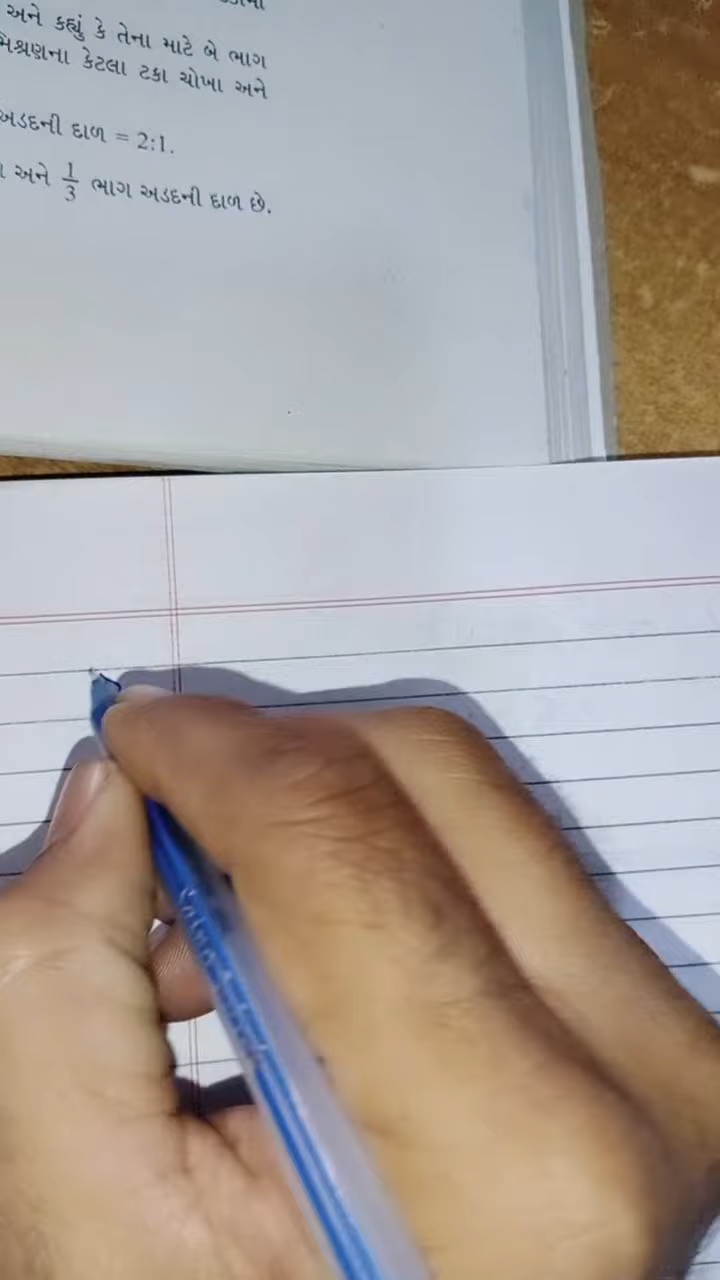 અને કહ્યું કે તેના માટે બે ભાગ
મિશ્રણના કેટલા ટકા ચોખા અને
અડદની દાળ = 2:1.
અને 1/3 ભાગ અડદની દાળ છે.